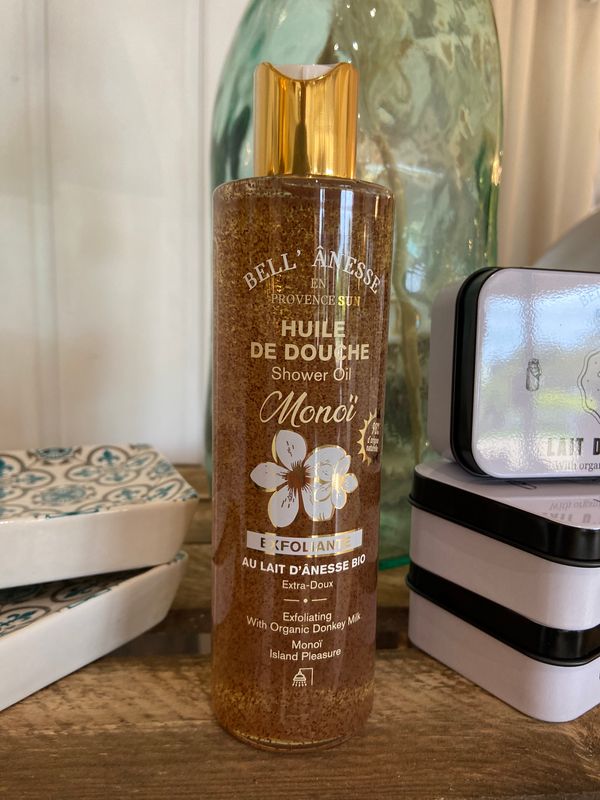 BELL' ÂNESSE
EN
PROVENCE SUN
HUILE
DE DOUCHE
Shower Oil
Monoï
EXFOLIANTE
AU LAIT D'ÂNESSE BIO
Extra-Doux
Exfoliating
With Organic Donkey Milk
Monoï
Island Pleasure
LAIT D
With organ